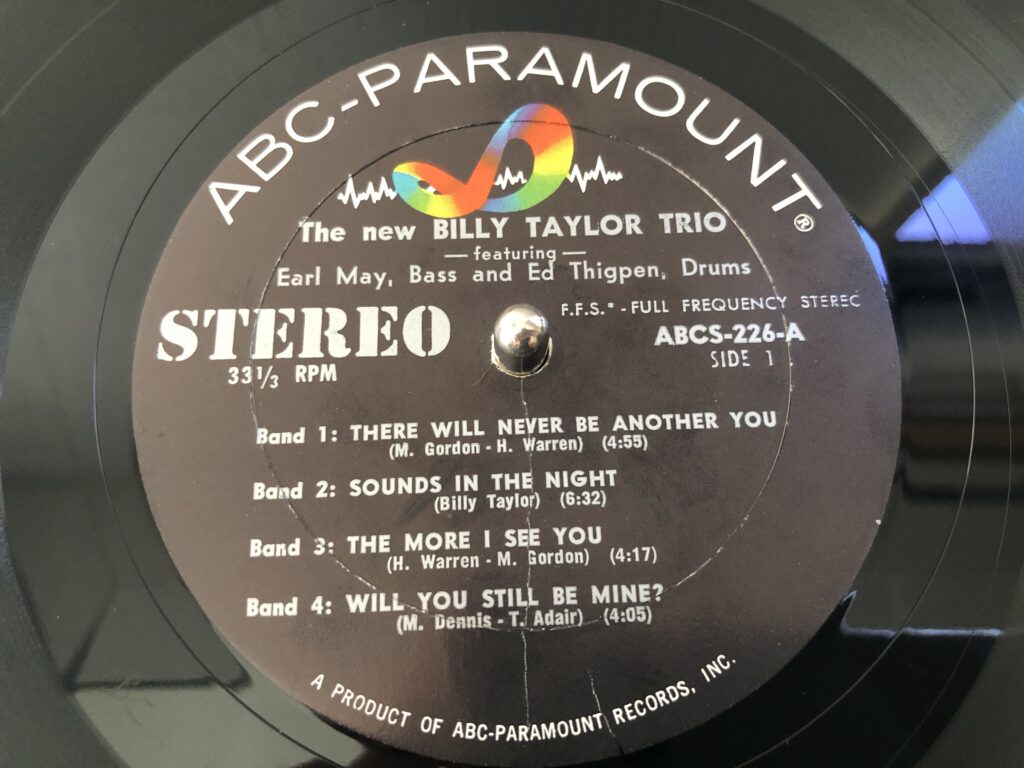 ABC-PARAMOUNT®
The new BILLY TAYLOR TRIO
— featuring —
Earl May, Bass and Ed Thigpen, Drums
F.F.S.* - FULL FREQUENCY STEREO
STEREO
ABCS-226-A
SIDE 1
33 1/3 RPM
Band 1: THERE WILL NEVER BE ANOTHER YOU
(M. Gordon - H. Warren) (4:55)
Band 2: SOUNDS IN THE NIGHT
(Billy Taylor) (6:32)
Band 3: THE MORE I SEE YOU
(H. Warren - M. Gordon) (4:17)
Band 4: WILL YOU STILL BE MINE?
(M. Dennis - T. Adair) (4:05)
A PRODUCT OF ABC-PARAMOUNT RECORDS, INC.